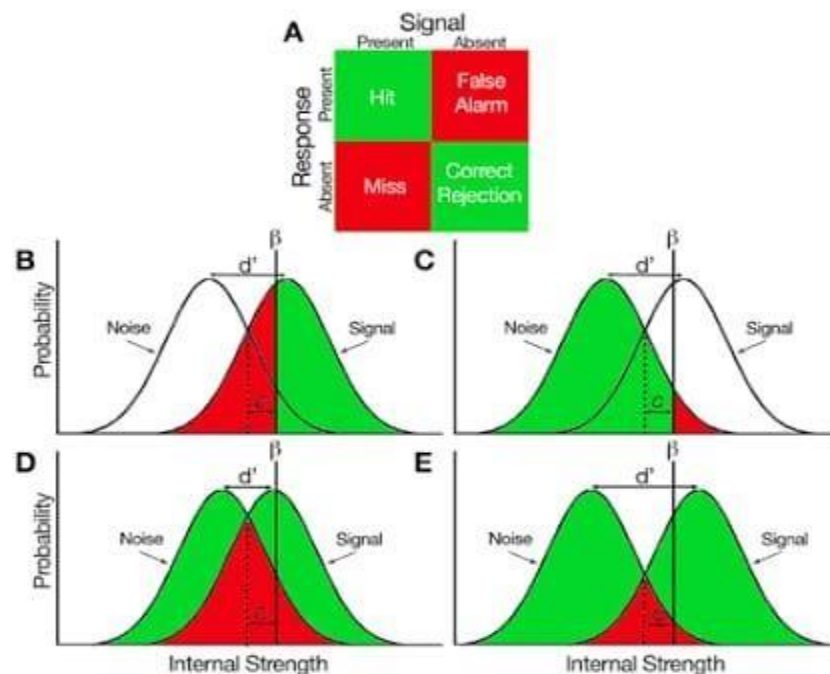 Signal
A
Present Absent
Response
Present
Absent
Hit
False
Alarm
Miss
Correct
Rejection
B
β
d'
Noise
Signal
c
Probability
C
β
d'
Noise
Signal
c
D
β
d'
Noise
Signal
c
Probability
Internal Strength
E
β
d'
Noise
Signal
c
Internal Strength